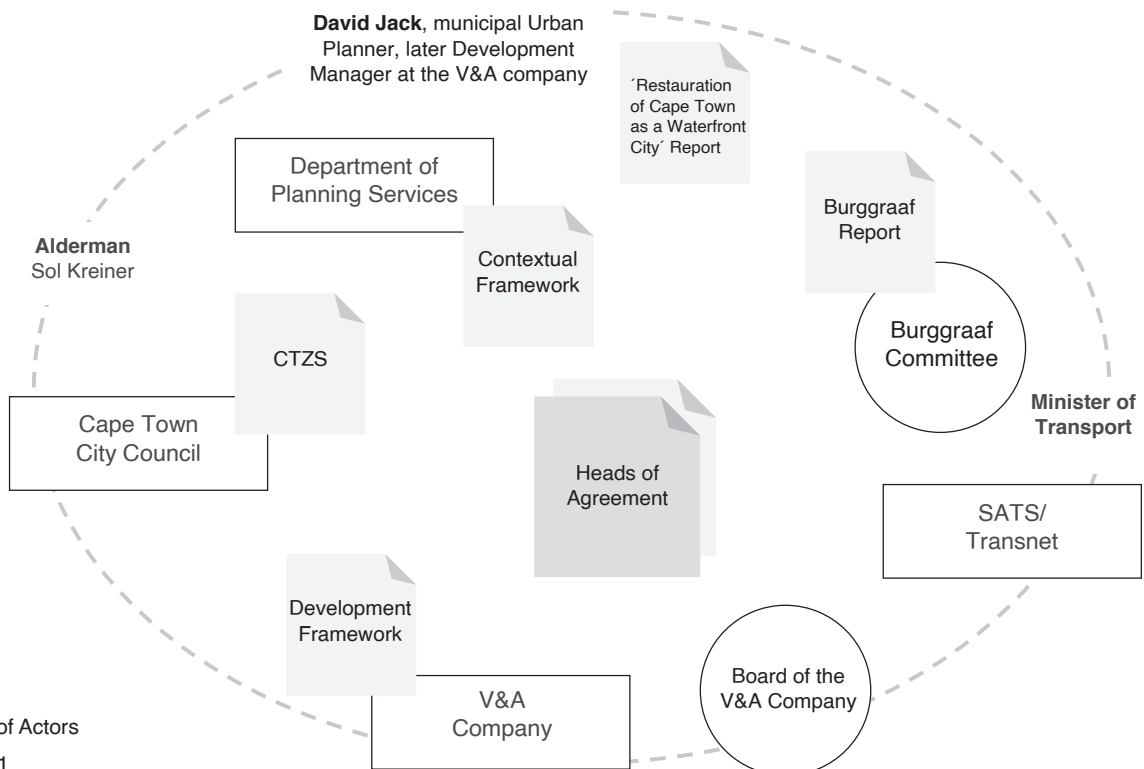 David Jack, municipal Urban
Planner, later Development
Manager at the V&A company
´Restauration
of Cape Town
as a Waterfront
City´ Report
Department of
Planning Services
Burggraaf
Report
Alderman
Sol Kreiner
Contextual
Framework
Burggraaf
Committee
CTZS
Minister of
Transport
Cape Town
City Council
Heads of
Agreement
SATS/
Transnet
Development
Framework
Board of the
V&A Company
V&A
Company
of Actors
1